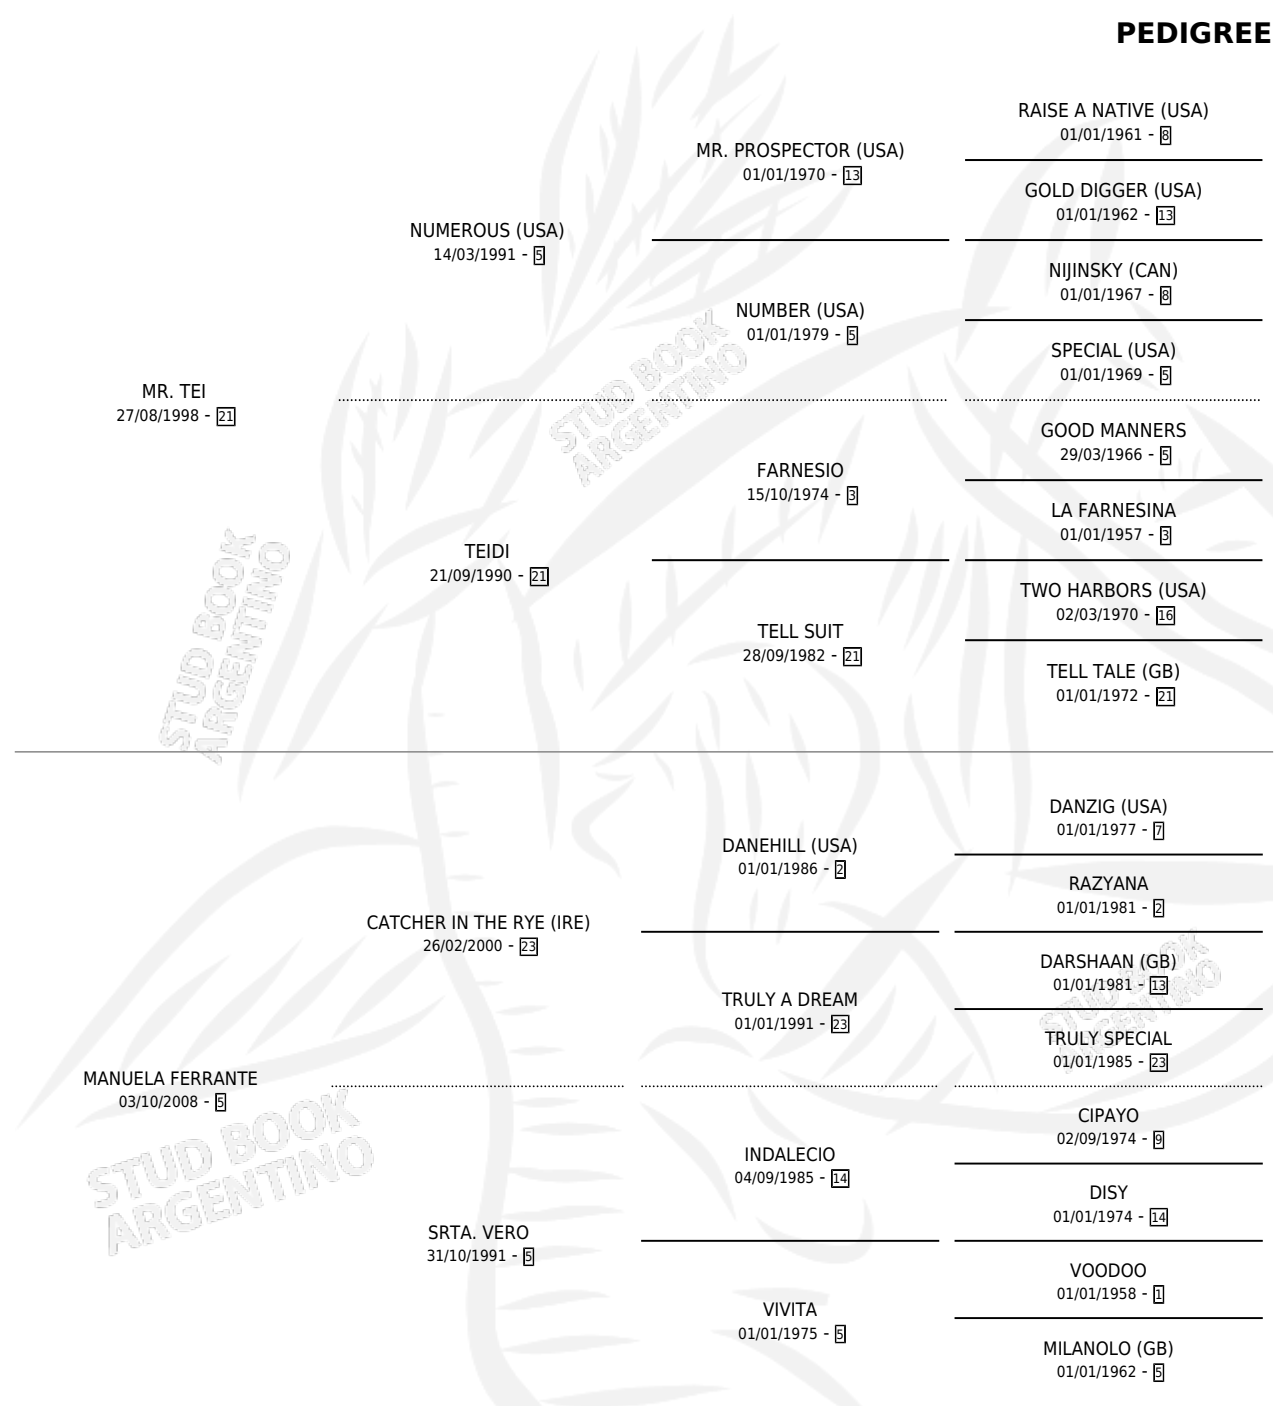 PEDIGREE
RAISE A NATIVE (USA)
01/01/1961 - 8
MR. PROSPECTOR (USA)
01/01/1970 - 13
GOLD DIGGER (USA)
01/01/1962 - 13
NUMEROUS (USA)
14/03/1991 - 5
NIJINSKY (CAN)
01/01/1967 - 8
NUMBER (USA)
01/01/1979 - 5
SPECIAL (USA)
01/01/1969 - 5
MR. TEI
27/08/1998 - 21
GOOD MANNERS
29/03/1966 - 5
FARNESIO
15/10/1974 - 3
LA FARNESINA
01/01/1957 - 3
TEIDI
21/09/1990 - 21
TWO HARBORS (USA)
02/03/1970 - 16
TELL SUIT
28/09/1982 - 21
TELL TALE (GB)
01/01/1972 - 21
DANZIG (USA)
01/01/1977 - 7
DANEHILL (USA)
01/01/1986 - 2
RAZYANA
01/01/1981 - 2
CATCHER IN THE RYE (IRE)
26/02/2000 - 23
DARSHAAN (GB)
01/01/1981 - 13
TRULY A DREAM
01/01/1991 - 23
TRULY SPECIAL
01/01/1985 - 23
MANUELA FERRANTE
03/10/2008 - 5
CIPAYO
02/09/1974 - 9
INDALECIO
04/09/1985 - 14
DISY
01/01/1974 - 14
SRTA. VERO
31/10/1991 - 5
VOODOO
01/01/1958 - 1
VIVITA
01/01/1975 - 5
MILANOLO (GB)
01/01/1962 - 5
STUD BOOK
ARGENTINO
STUD BOOK
ARGENTINO
STUD BOOK
ARGENTINO
STUD BOOK
ARGENTINO